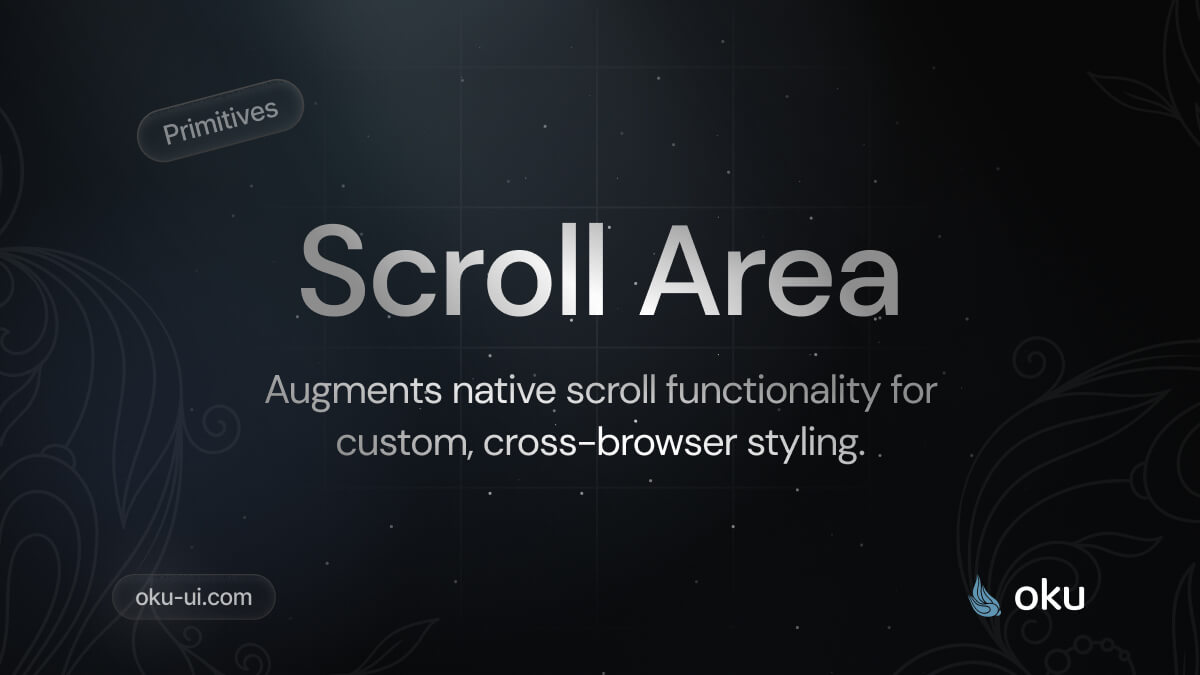 Primitives
Scroll Area
Augments native scroll functionality for
custom, cross-browser styling.
oku-ui.com
oku